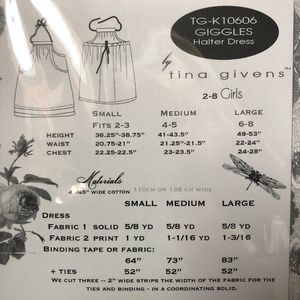 TG-K10606
GIGGLES
Halter Dress
by
tina givens™
2-8 Girls
SMALL MEDIUM LARGE
FITS 2-3 4-5 6-8
HEIGHT 36.25-38.75" 41-43.5" 49-53"
WAIST 20.75-21" 21.25-21.5" 22-24"
CHEST 22.25-22.5" 23-23.5" 24-28"
Materials
WIDE COTTON 110CM OR 138 CM WIDE
SMALL MEDIUM LARGE
DRESS
FABRIC 1 SOLID 5/8 YD 5/8 YD 5/8 YD
FABRIC 2 PRINT 1 YD 1-1/16 YD 1-3/16
BINDING TAPE OR FABRIC:
64" 73" 83"
+ TIES 52" 52" 52"
WE CUT THREE -- 2" WIDE STRIPS THE WIDTH OF THE FABRIC FOR THE
TIES AND BINDING - IN A COORDINATING SOLID.